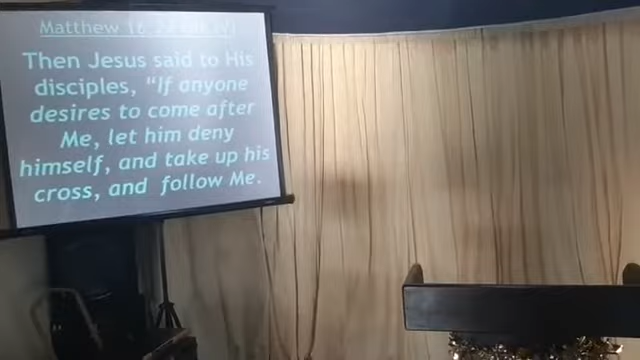 Matthew 16:
Then Jesus said to His
disciples, “If anyone
desires to come after
Me, let him deny
himself, and take up his
cross, and follow Me.